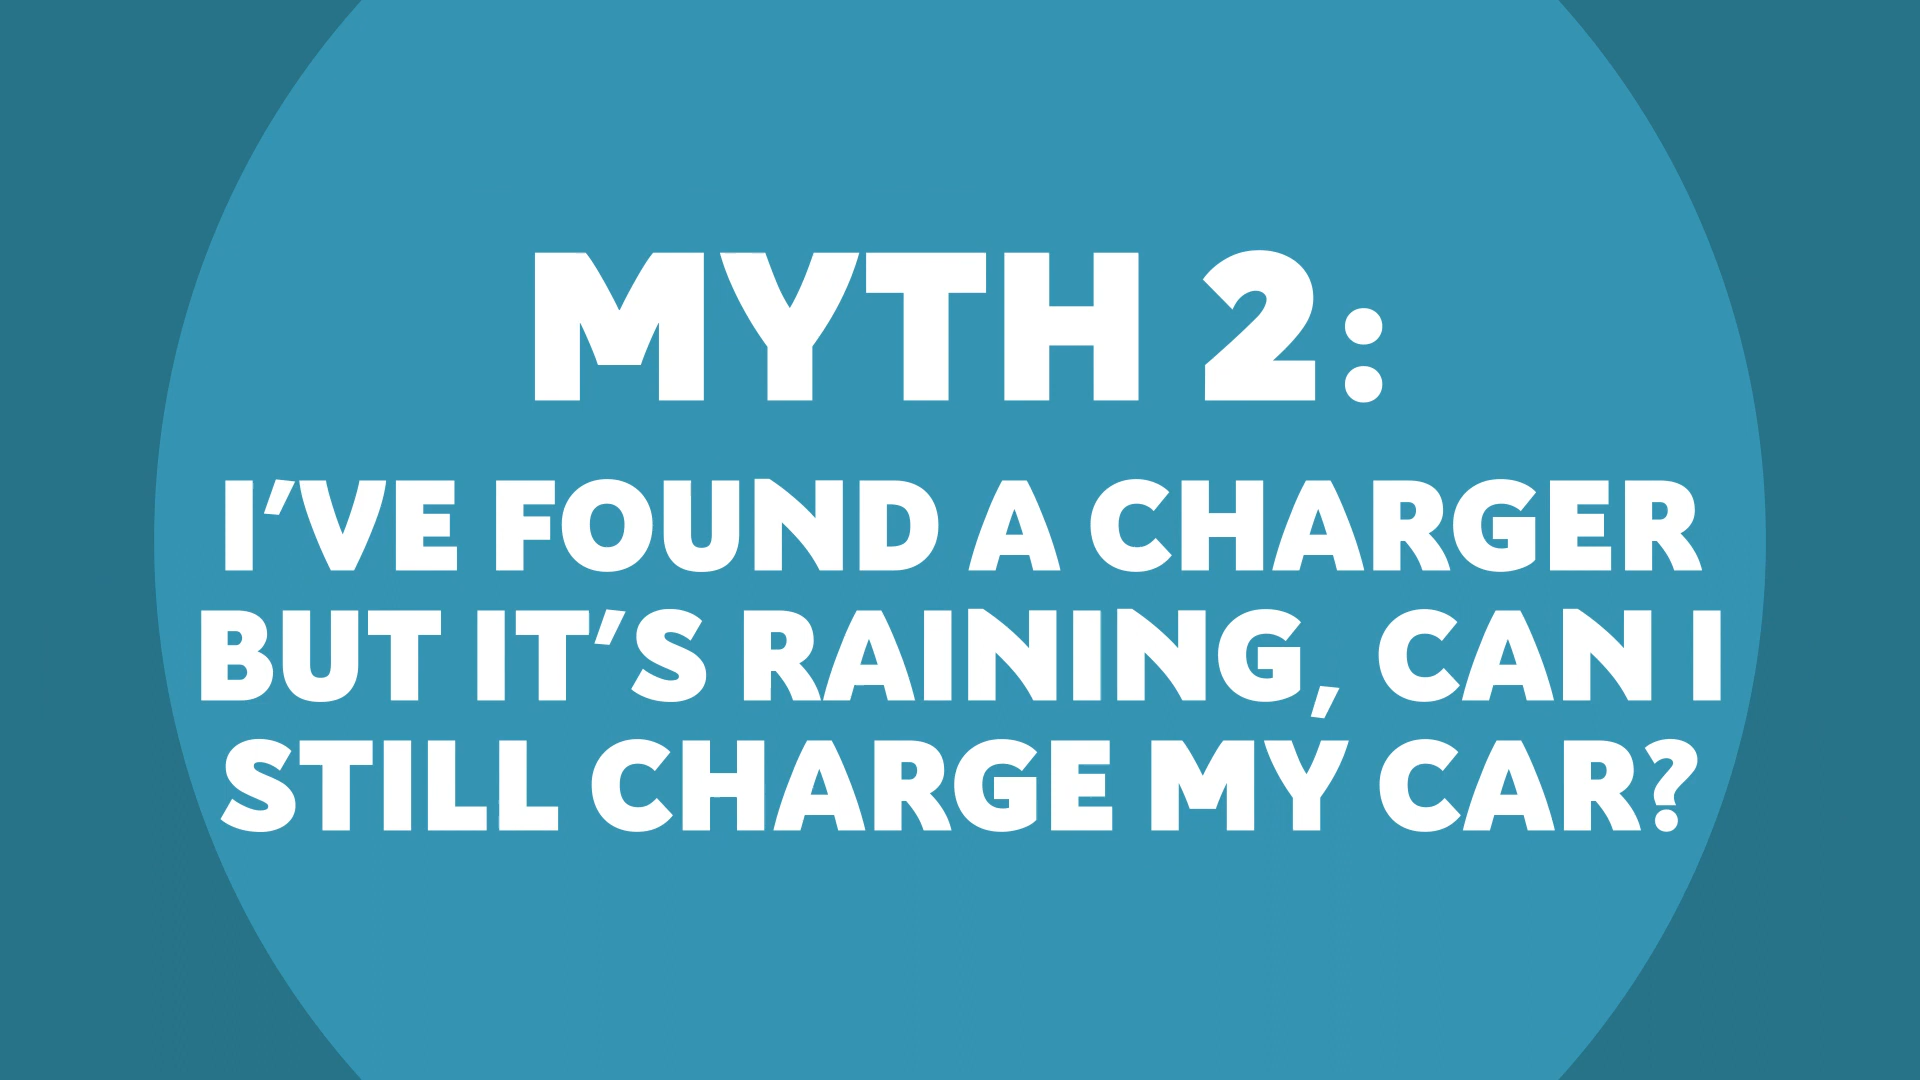 MYTH 2:
I’VE FOUND A CHARGER
BUT IT’S RAINING, CAN I
STILL CHARGE MY CAR?